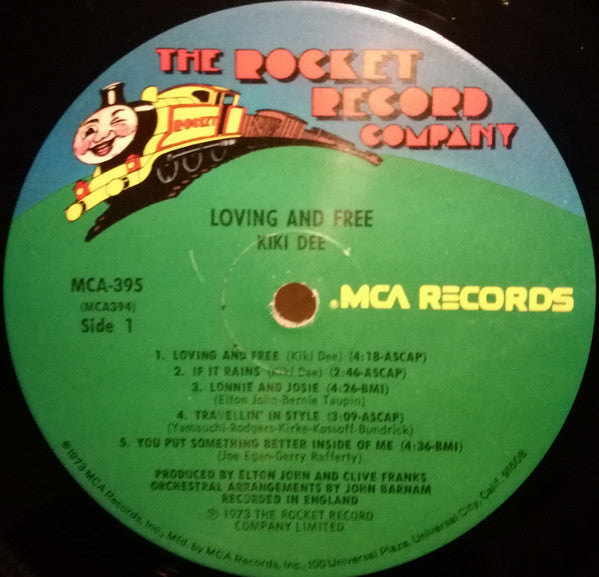 THE ROCKET
RECORD
COMPANY
ROCKET
LOVING AND FREE
KIKI DEE
MCA-395
(MCA394)
Side 1
.MCA RECORDS
1. LOVING AND FREE (Kiki Dee) (4:18-ASCAP)
2. IF IT RAINS (Kiki Dee) (2:46-ASCAP)
3. LONNIE AND JOSIE (4:26-BMI)
(Elton John-Bernie Taupin)
4. TRAVELLIN' IN STYLE (3:09-ASCAP)
(Yamauchi-Rodgers-Kirke-Kossoff-Bundrick)
5. YOU PUT SOMETHING BETTER INSIDE OF ME (4:36-BMI)
(Joe Egan-Gerry Rafferty)
PRODUCED BY ELTON JOHN AND CLIVE FRANKS
ORCHESTRAL ARRANGEMENTS BY JOHN BARNAM
RECORDED IN ENGLAND
Ⓟ 1973 THE ROCKET RECORD
COMPANY LIMITED
©1973 MCA Records, Inc., Mfd. by MCA Records, Inc., 100 Universal Plaza, Universal City, Calif. 91608